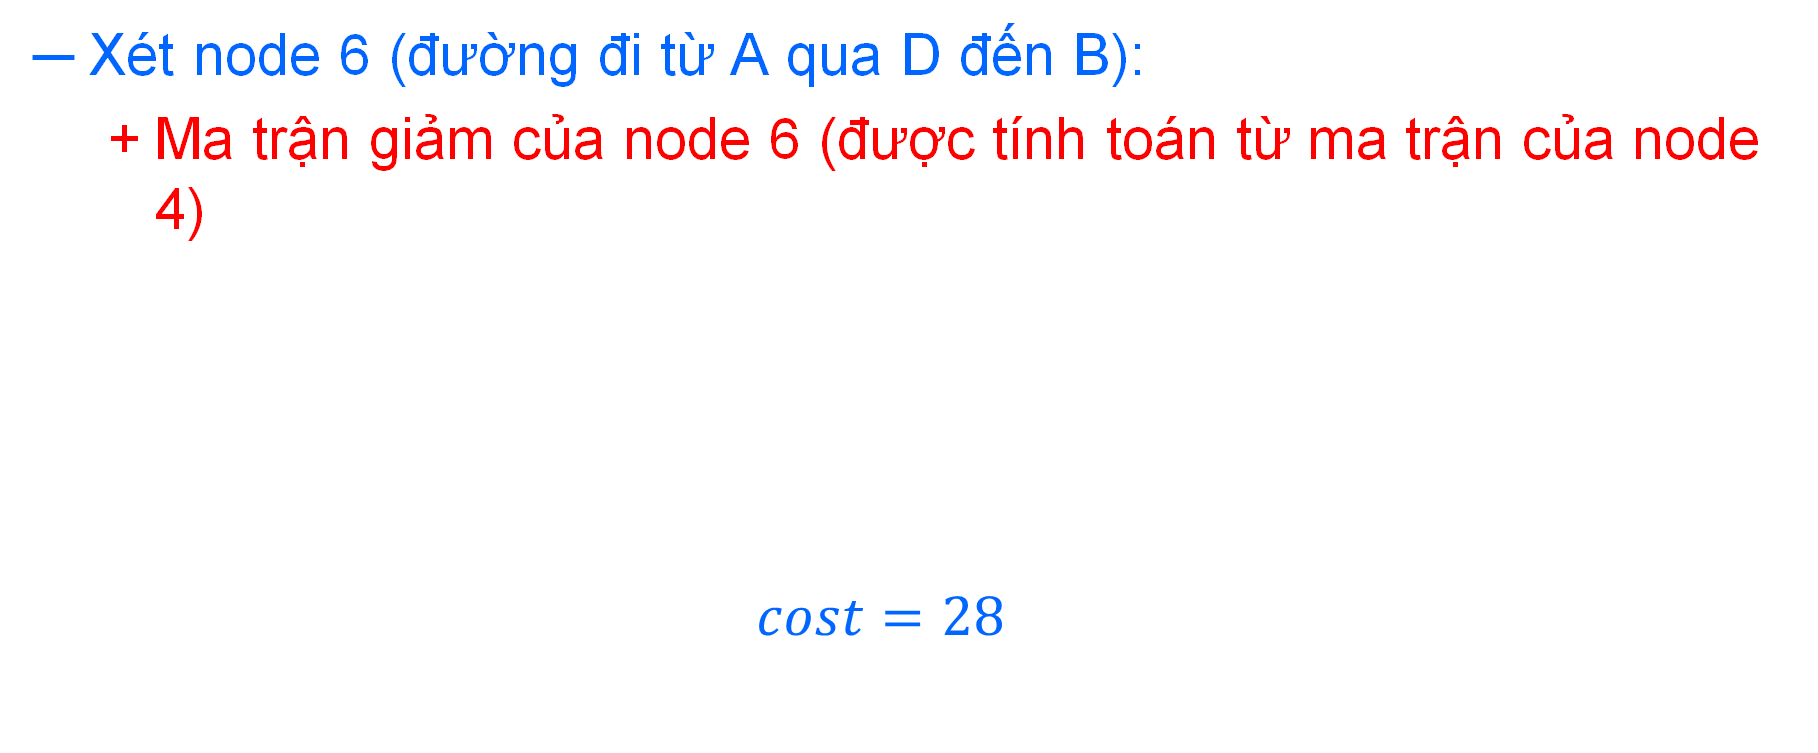 — Xét node 6 (đường đi từ A qua D đến B):
+ Ma trận giảm của node 6 (được tính toán từ ma trận của node
4)
cost = 28